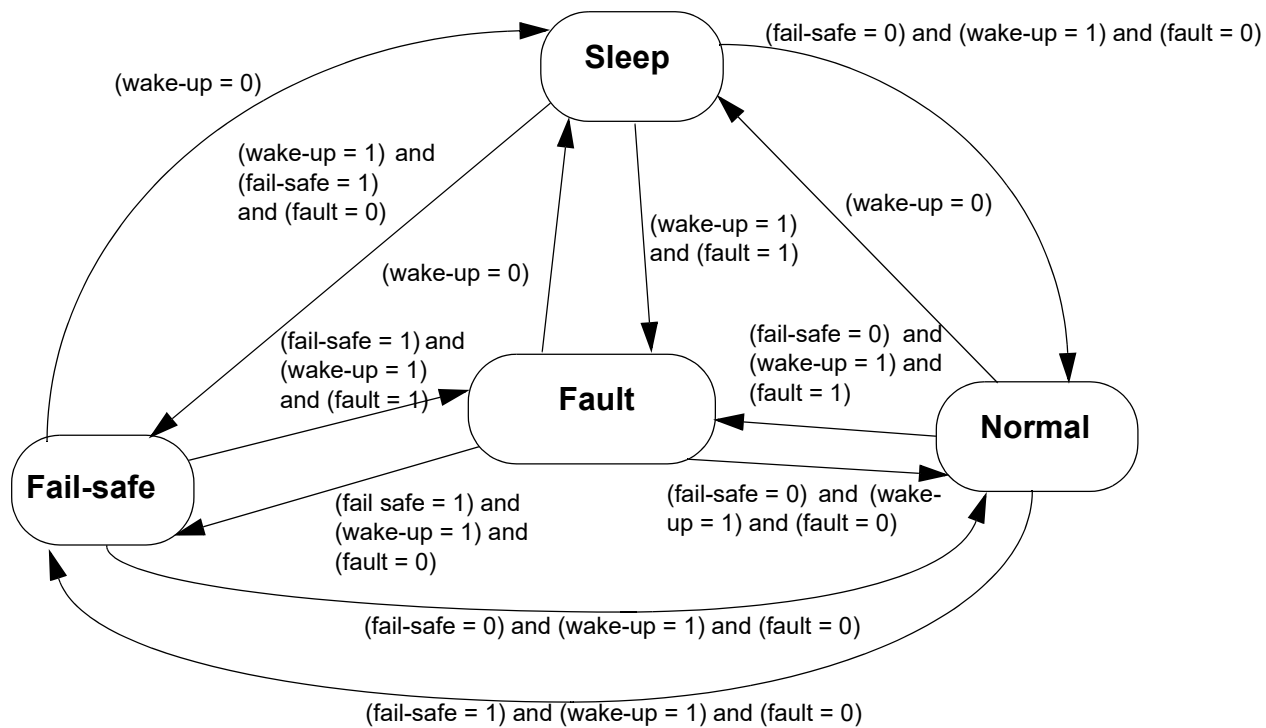 (fail-safe = 0) and (wake-up = 1) and (fault = 0)
Sleep
(wake-up = 0)
(wake-up = 1) and
(fail-safe = 1)
and (fault = 0)
(wake-up = 0)
(wake-up = 1)
and (fault = 1)
(wake-up = 0)
(fail-safe = 1) and
(wake-up = 1)
and (fault = 1)
(fail-safe = 0) and
(wake-up = 1) and
(fault = 1)
Fault
Normal
Fail-safe
(fail safe = 1) and
(wake-up = 1) and
(fault = 0)
(fail-safe = 0) and (wake-
up = 1) and (fault = 0)
(fail-safe = 0) and (wake-up = 1) and (fault = 0)
(fail-safe = 1) and (wake-up = 1) and (fault = 0)